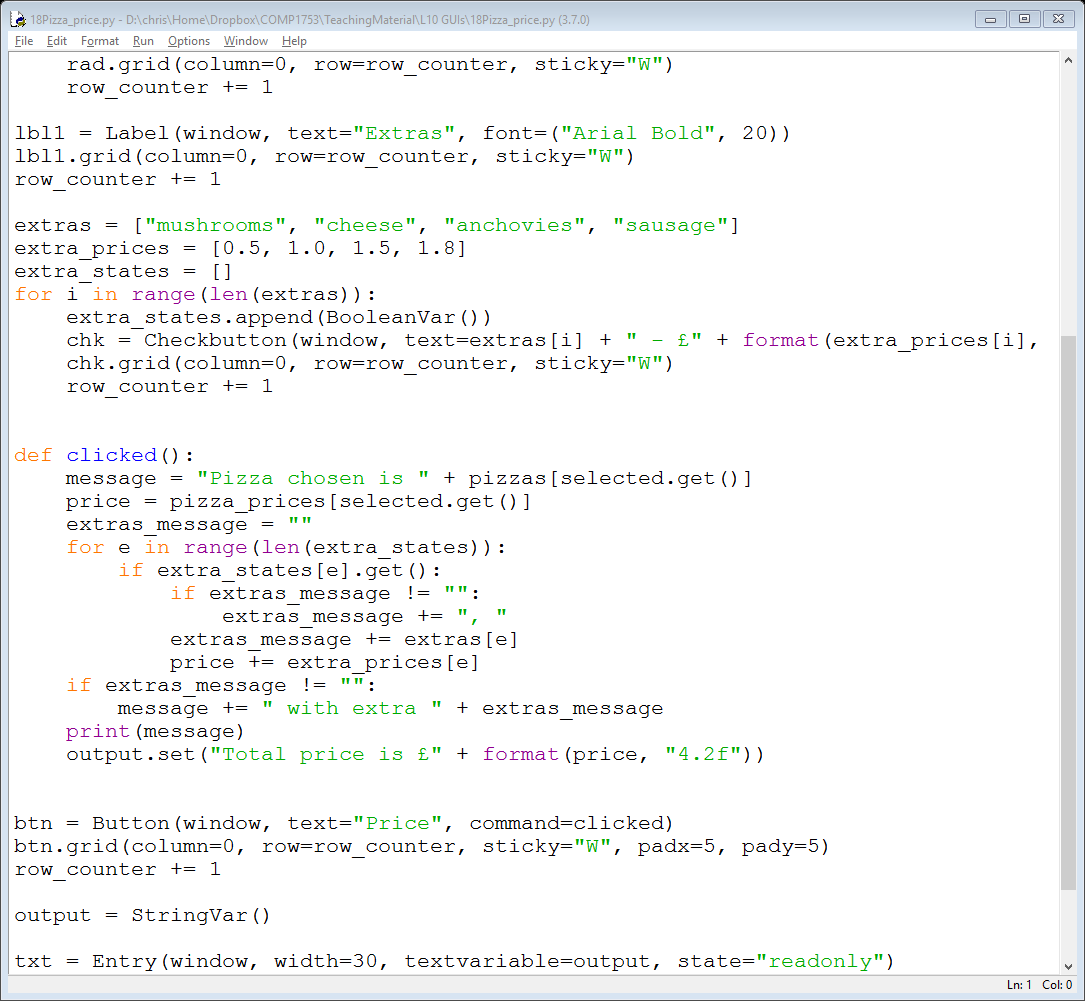 18Pizza_price.py - D:\chris\Home\Dropbox\COMP1753\TeachingMaterial\L10 GUIs\18Pizza_price.py (3.7.0)
File Edit Format Run Options Window Help
    rad.grid(column=0, row=row_counter, sticky="W")
    row_counter += 1

lbl1 = Label(window, text="Extras", font=("Arial Bold", 20))
lbl1.grid(column=0, row=row_counter, sticky="W")
row_counter += 1

extras = ["mushrooms", "cheese", "anchovies", "sausage"]
extra_prices = [0.5, 1.0, 1.5, 1.8]
extra_states = []
for i in range(len(extras)):
    extra_states.append(BooleanVar())
    chk = Checkbutton(window, text=extras[i] + " - £" + format(extra_prices[i],
    chk.grid(column=0, row=row_counter, sticky="W")
    row_counter += 1


def clicked():
    message = "Pizza chosen is " + pizzas[selected.get()]
    price = pizza_prices[selected.get()]
    extras_message = ""
    for e in range(len(extra_states)):
        if extra_states[e].get():
            if extras_message != "":
                extras_message += ", "
            extras_message += extras[e]
            price += extra_prices[e]
    if extras_message != "":
        message += " with extra " + extras_message
    print(message)
    output.set("Total price is £" + format(price, "4.2f"))


btn = Button(window, text="Price", command=clicked)
btn.grid(column=0, row=row_counter, sticky="W", padx=5, pady=5)
row_counter += 1

output = StringVar()

txt = Entry(window, width=30, textvariable=output, state="readonly")
Ln: 1 Col: 0